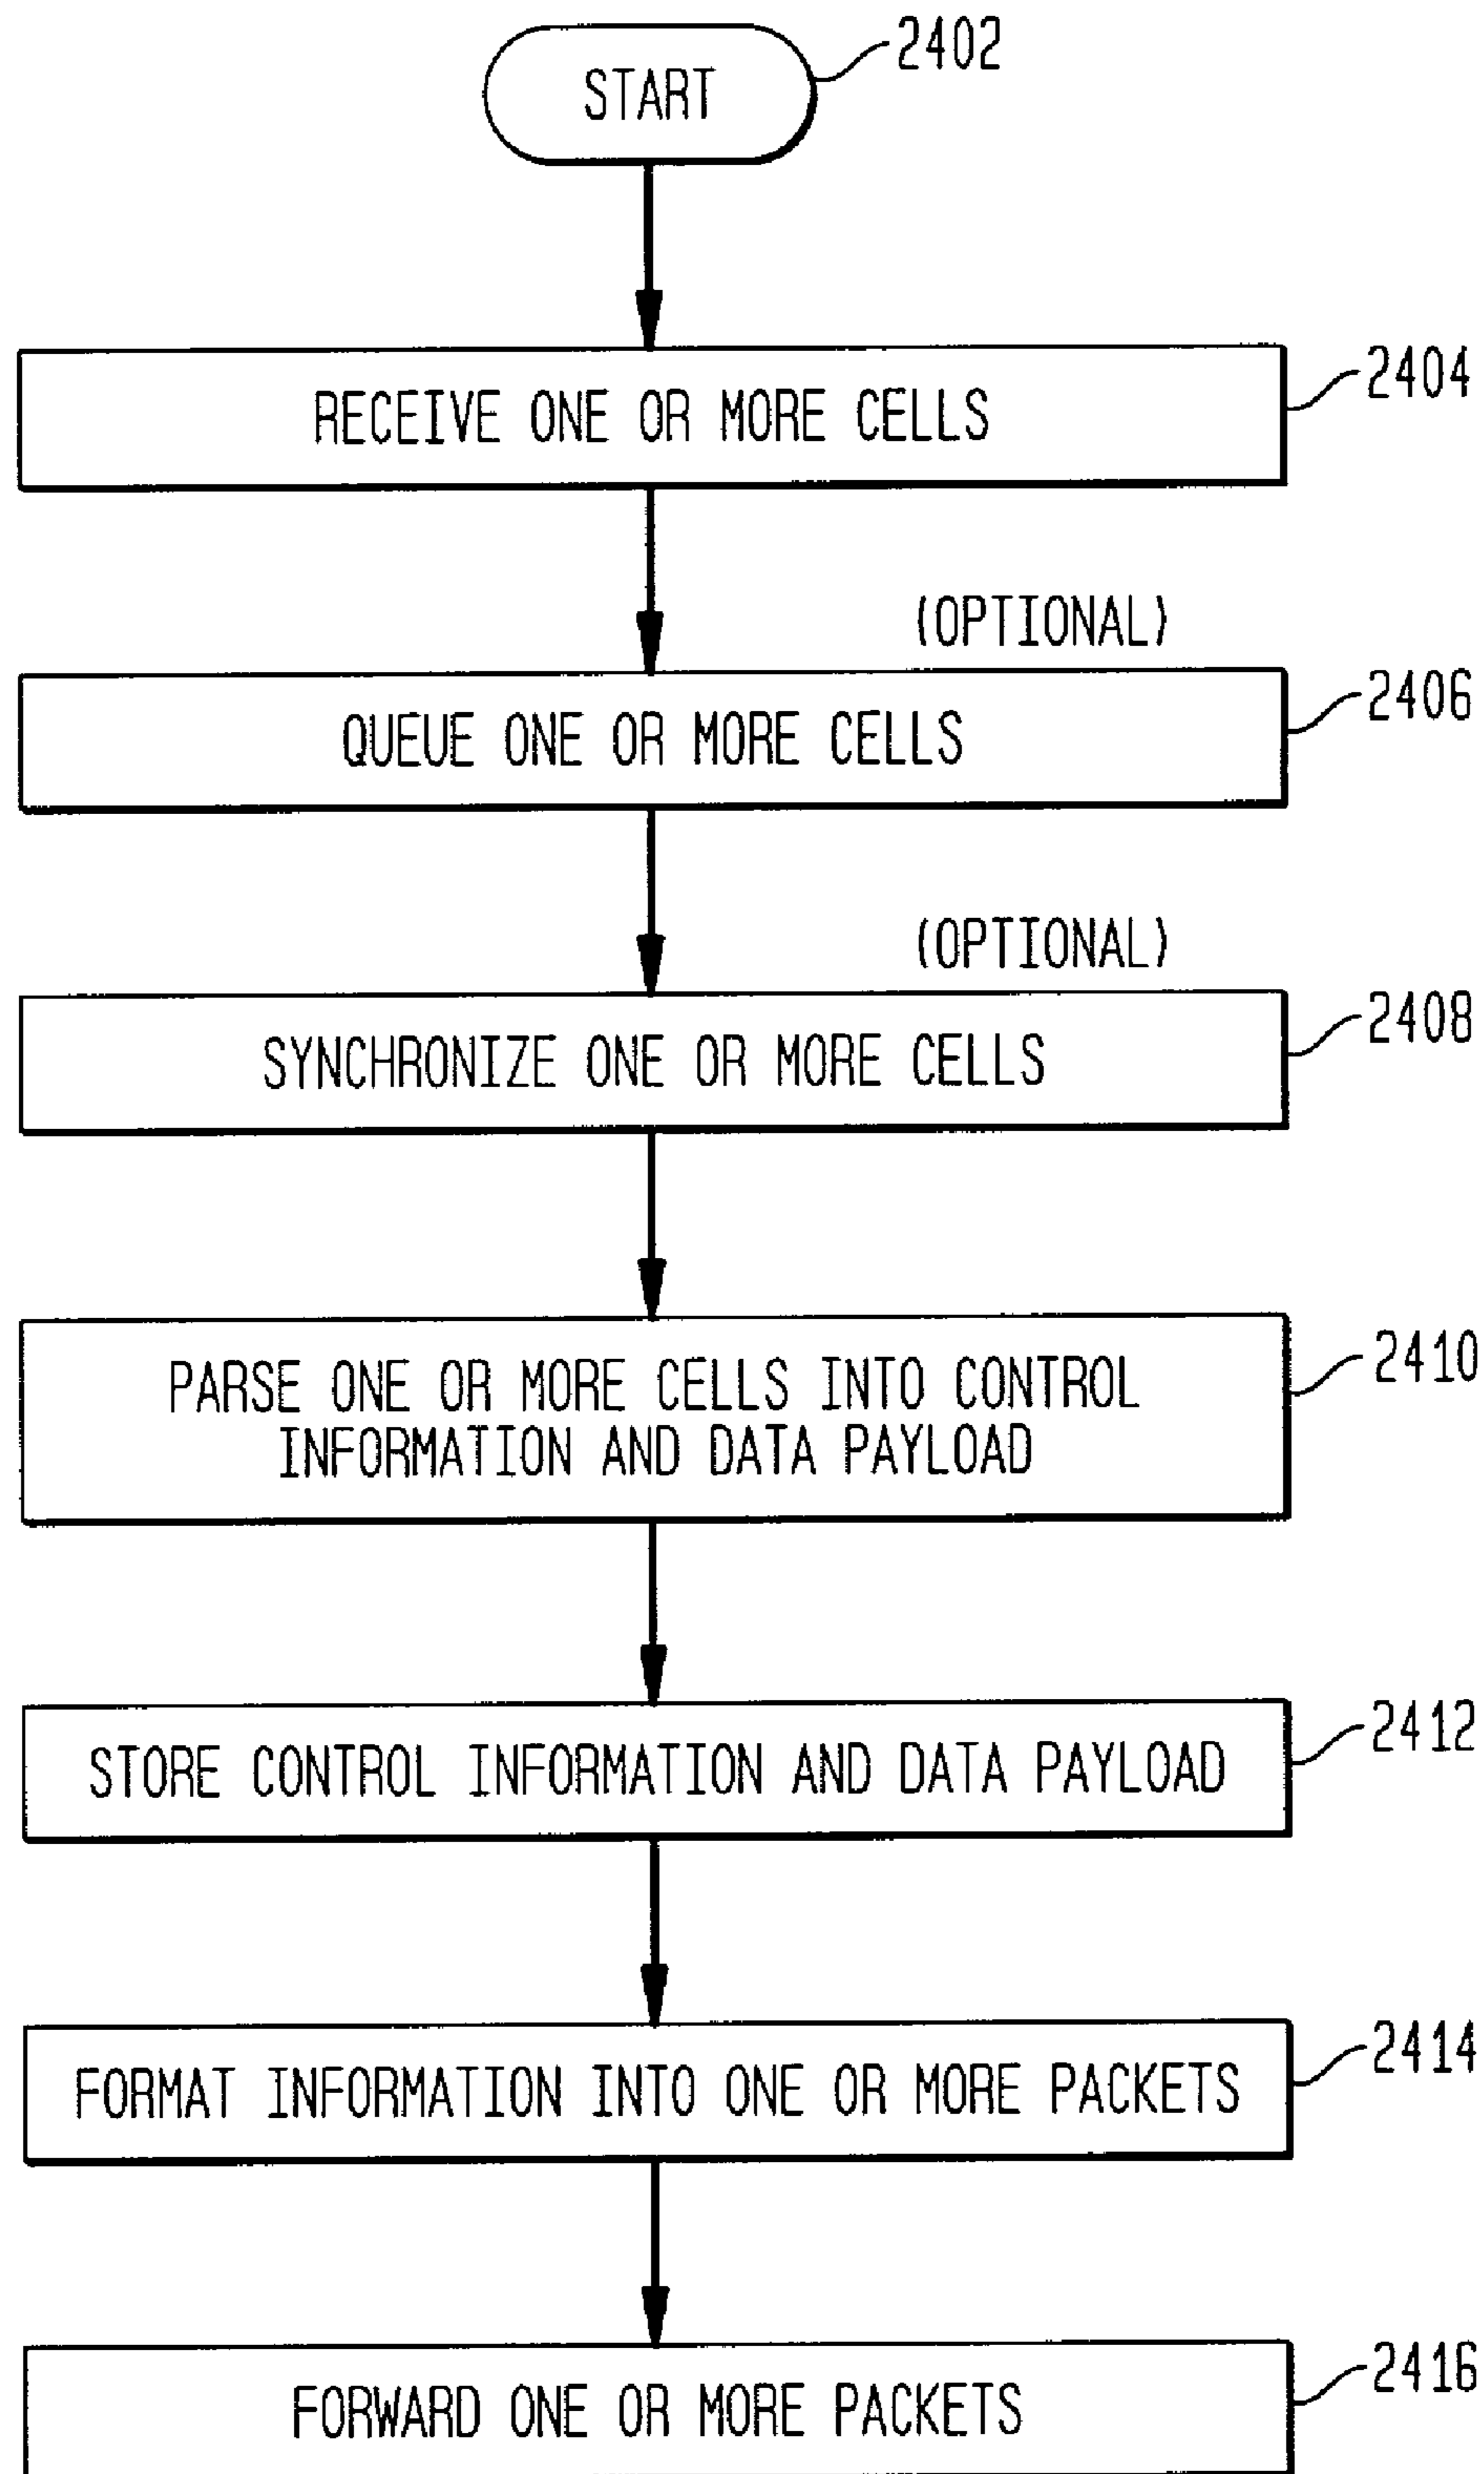 START
2402
RECEIVE ONE OR MORE CELLS
2404
(OPTIONAL)
QUEUE ONE OR MORE CELLS
2406
(OPTIONAL)
SYNCHRONIZE ONE OR MORE CELLS
2408
PARSE ONE OR MORE CELLS INTO CONTROL
INFORMATION AND DATA PAYLOAD
2410
STORE CONTROL INFORMATION AND DATA PAYLOAD
2412
FORMAT INFORMATION INTO ONE OR MORE PACKETS
2414
FORWARD ONE OR MORE PACKETS
2416